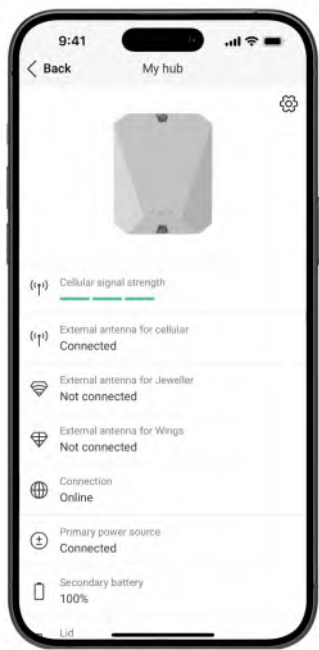 9:41
Back
My hub
Cellular signal strength
External antenna for cellular
Connected
External antenna for Jeweller
Not connected
External antenna for Wings
Not connected
Connection
Online
Primary power source
Connected
Secondary battery
100%
Lid